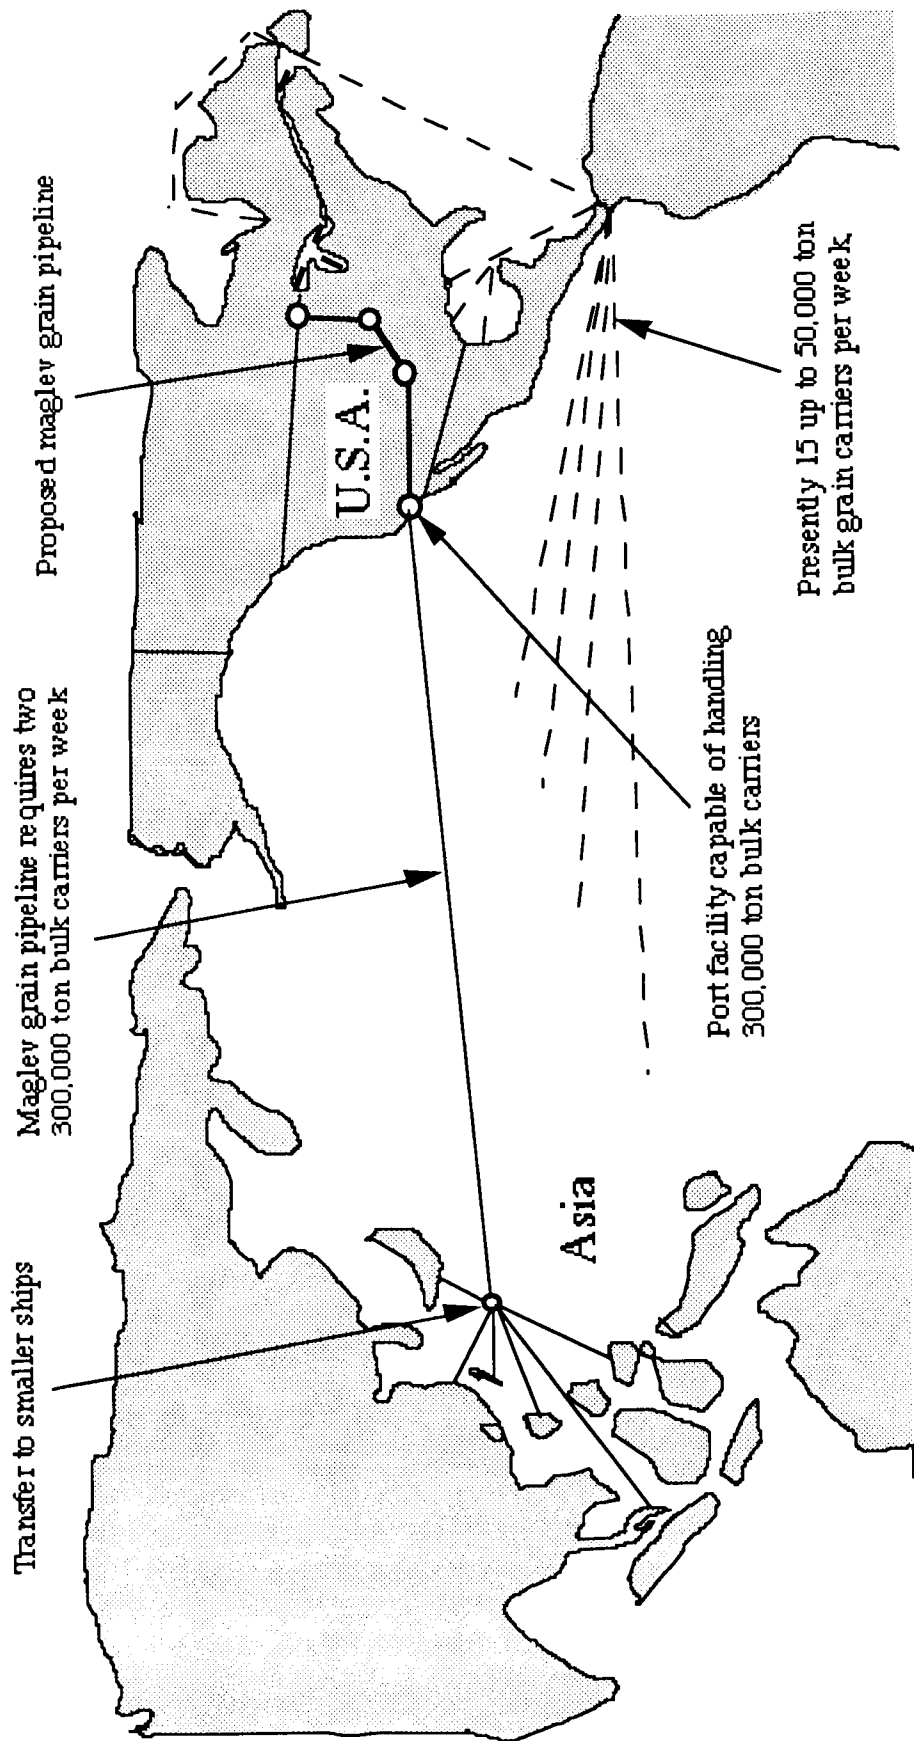 Transfer to smaller ships
Maglev grain pipeline requires two
300,000 ton bulk carriers per week
Proposed maglev grain pipeline
U.S.A.
Asia
Port facility capable of handling
300,000 ton bulk carriers
Presently 15 up to 50,000 ton
bulk grain carriers per week